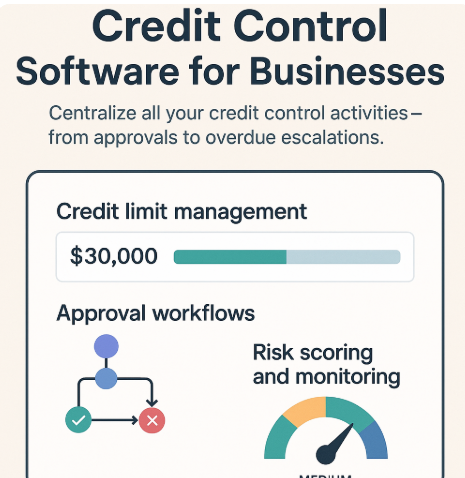 Credit Control
Software for Businesses
Centralize all your credit control activities–
from approvals to overdue escalations.
Credit limit management
$30,000
Approval workflows
Risk scoring
and monitoring
MEDIUM